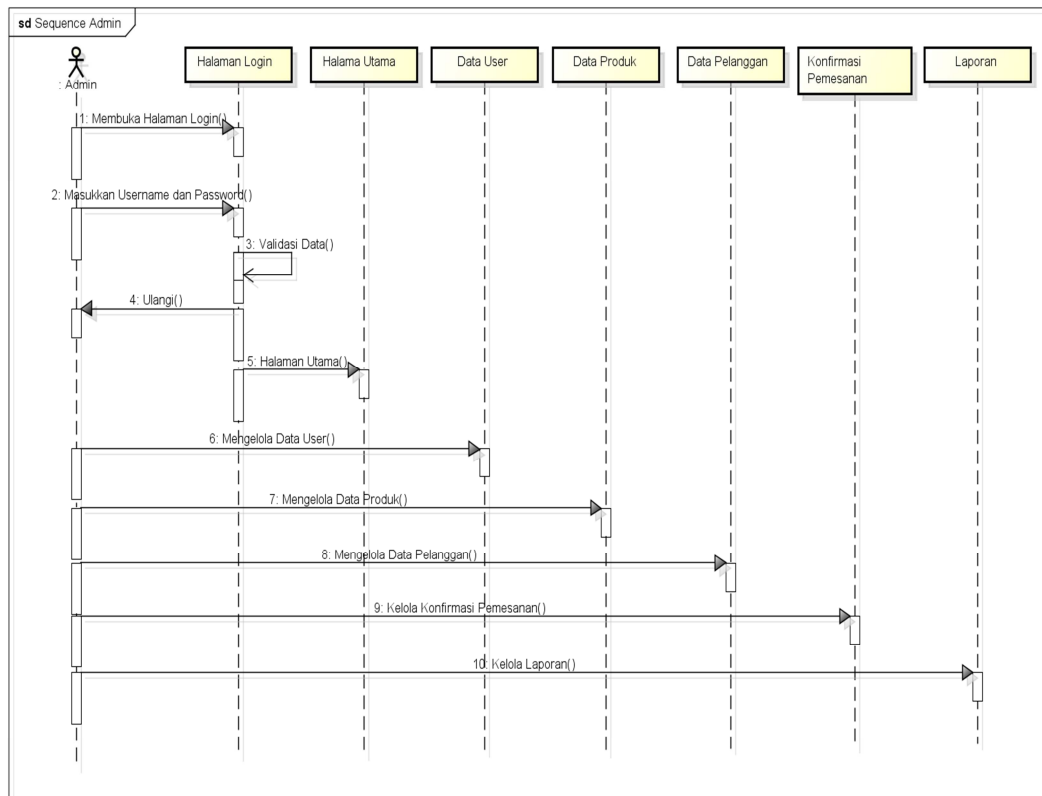 sd Sequence Admin
: Admin
Halaman Login
Halama Utama
Data User
Data Produk
Data Pelanggan
Konfirmasi
Pemesanan
Laporan
1: Membuka Halaman Login()
2: Masukkan Username dan Password()
3: Validasi Data()
4: Ulangi()
5: Halaman Utama()
6: Mengelola Data User()
7: Mengelola Data Produk()
8: Mengelola Data Pelanggan()
9: Kelola Konfirmasi Pemesanan()
10: Kelola Laporan()